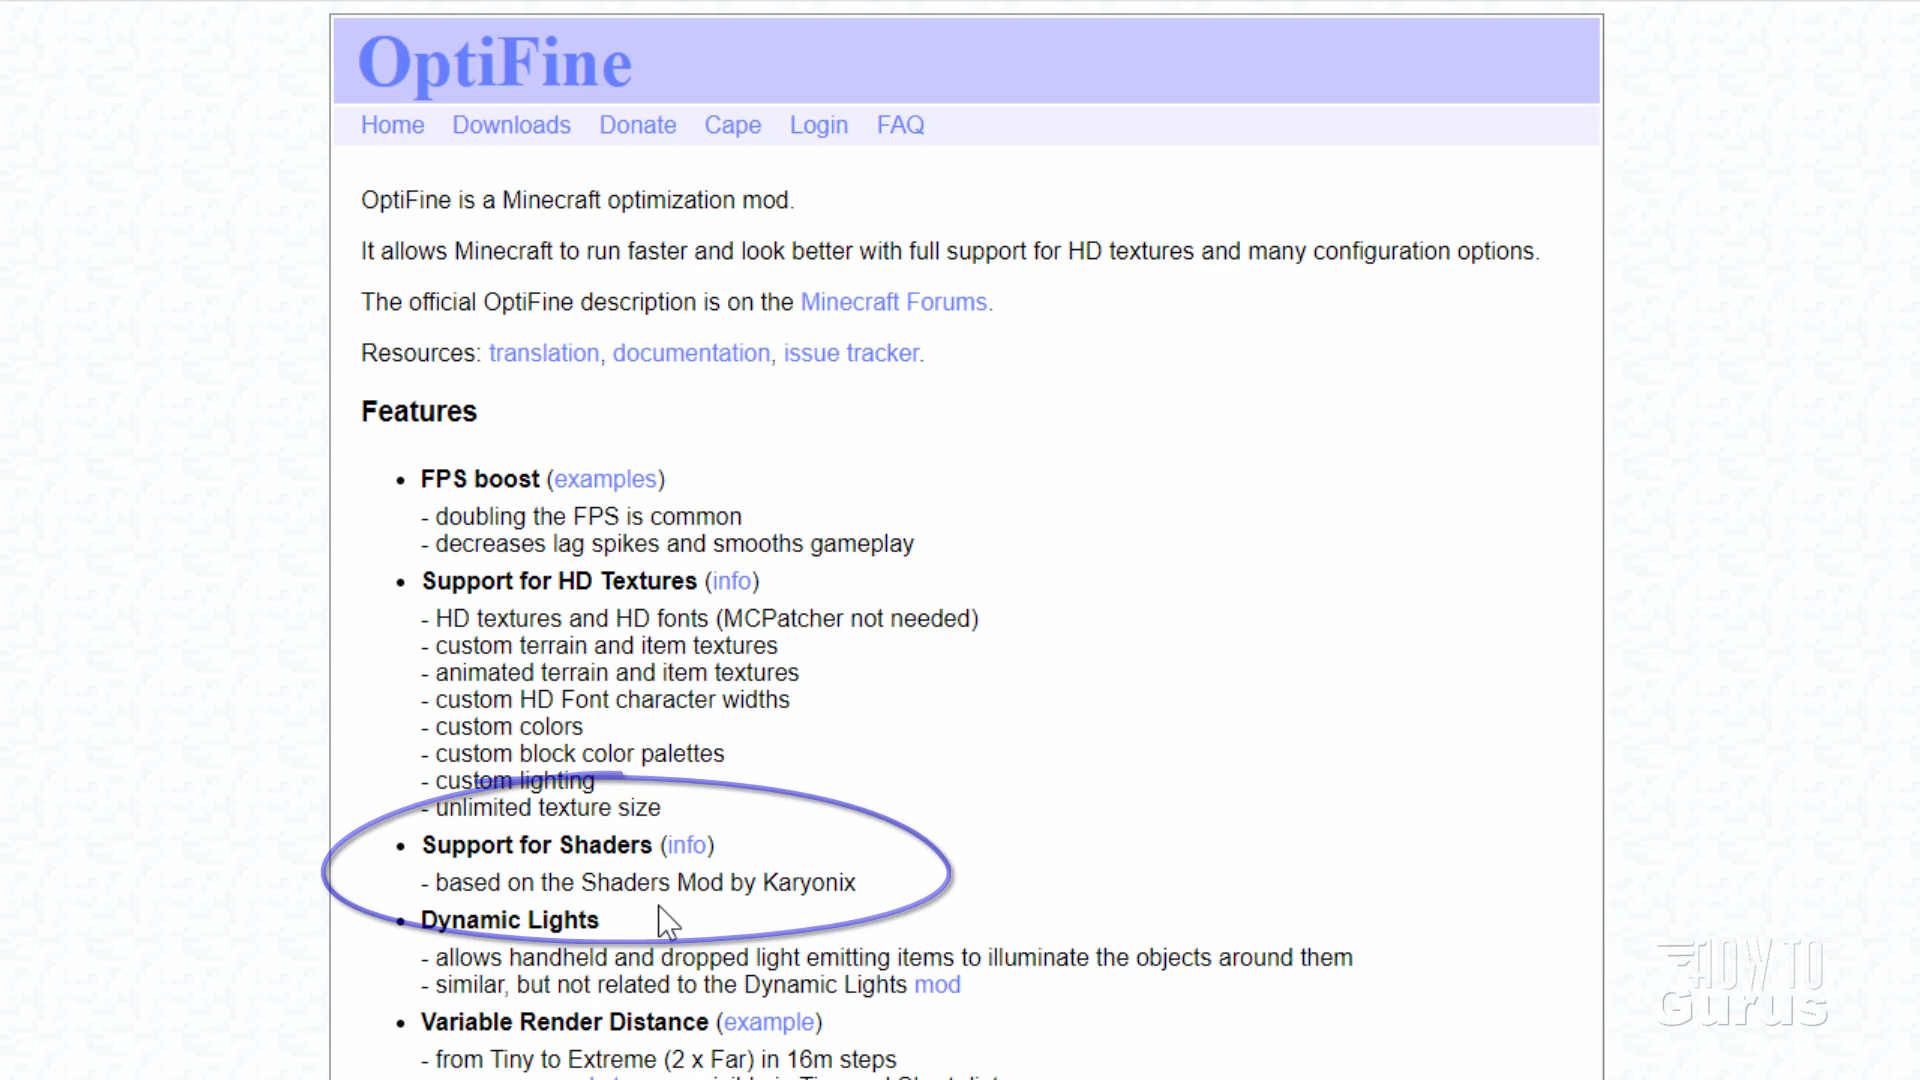 OptiFine
Home Downloads Donate Cape Login FAQ
OptiFine is a Minecraft optimization mod.
It allows Minecraft to run faster and look better with full support for HD textures and many configuration options.
The official OptiFine description is on the Minecraft Forums.
Resources: translation, documentation, issue tracker.
Features
• FPS boost (examples)
- doubling the FPS is common
- decreases lag spikes and smooths gameplay
• Support for HD Textures (info)
- HD textures and HD fonts (MCPatcher not needed)
- custom terrain and item textures
- animated terrain and item textures
- custom HD Font character widths
- custom colors
- custom block color palettes
- custom lighting
- unlimited texture size
• Support for Shaders (info)
- based on the Shaders Mod by Karyonix
• Dynamic Lights
- allows handheld and dropped light emitting items to illuminate the objects around them
- similar, but not related to the Dynamic Lights mod
• Variable Render Distance (example)
- from Tiny to Extreme (2 x Far) in 16m steps
HOW TO
Gurus